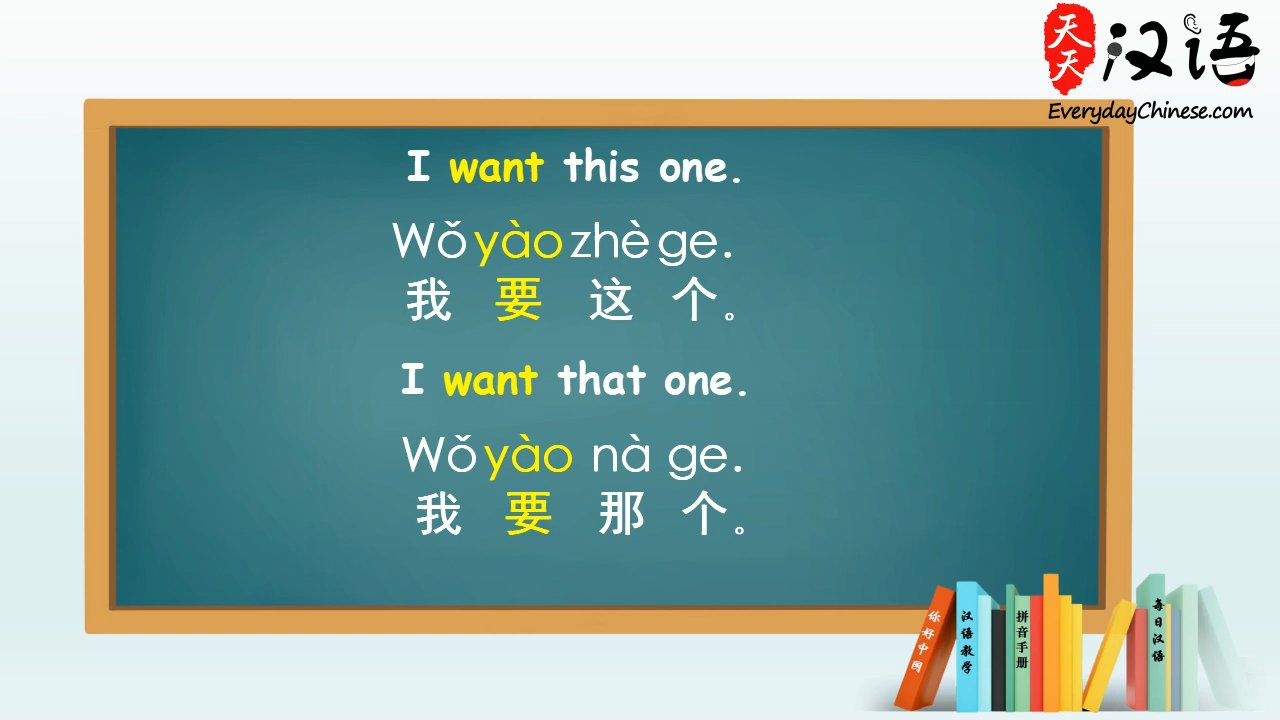 天天汉语
EverydayChinese.com
I want this one.
Wǒ yào zhè ge.
我 要 这 个。
I want that one.
Wǒ yào nà ge.
我 要 那 个。
你好中国
汉语教学
拼音手册
每日汉语